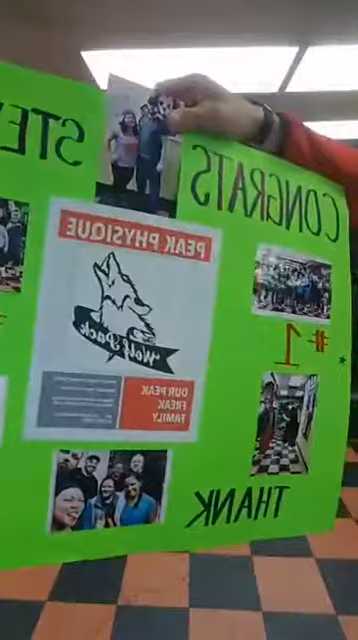 CONGRATS
STE
PEAK PHYSIQUE
Wolf Pack
OUR PEAK
FREAK
FAMILY
#1
THANK